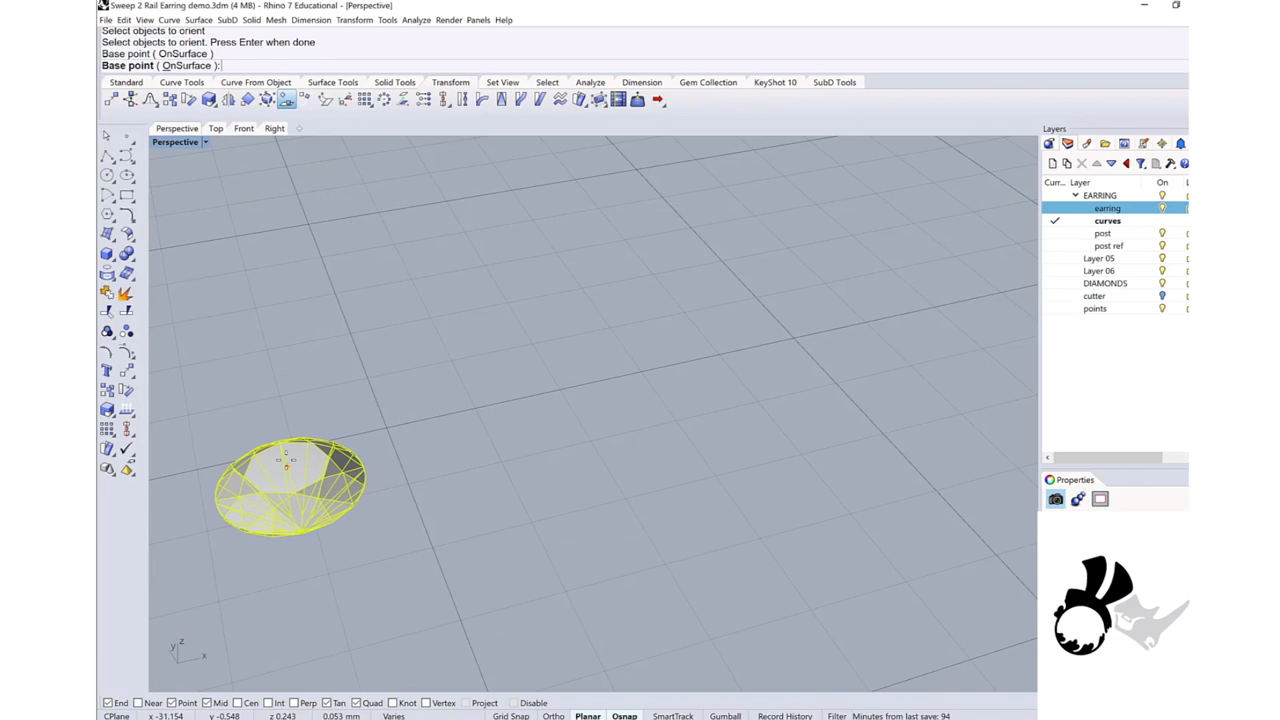 Sweep 2 Rail Earring demo.3dm (4 MB) - Rhino 7 Educational - [Perspective]
File Edit View Curve Surface SubD Solid Mesh Dimension Transform Tools Analyze Render Panels Help
Select objects to orient
Select objects to orient. Press Enter when done
Base point ( OnSurface )
Base point ( OnSurface ):
Standard Curve Tools Curve From Object Surface Tools Solid Tools Transform Set View Select Analyze Dimension Gem Collection KeyShot 10 SubD Tools
Perspective Top Front Right
Perspective
Layers
Curr... Layer On L
EARRING
earring
curves
post
post ref
Layer 05
Layer 06
DIAMONDS
cutter
points
Properties
z
y
x
End Near Point Mid Cen Int Perp Tan Quad Knot Vertex Project Disable
CPlane x -31.154 y -0.548 z 0.243 0.053 mm Varies Grid Snap Ortho Planar Osnap SmartTrack Gumball Record History Filter Minutes from last save: 94